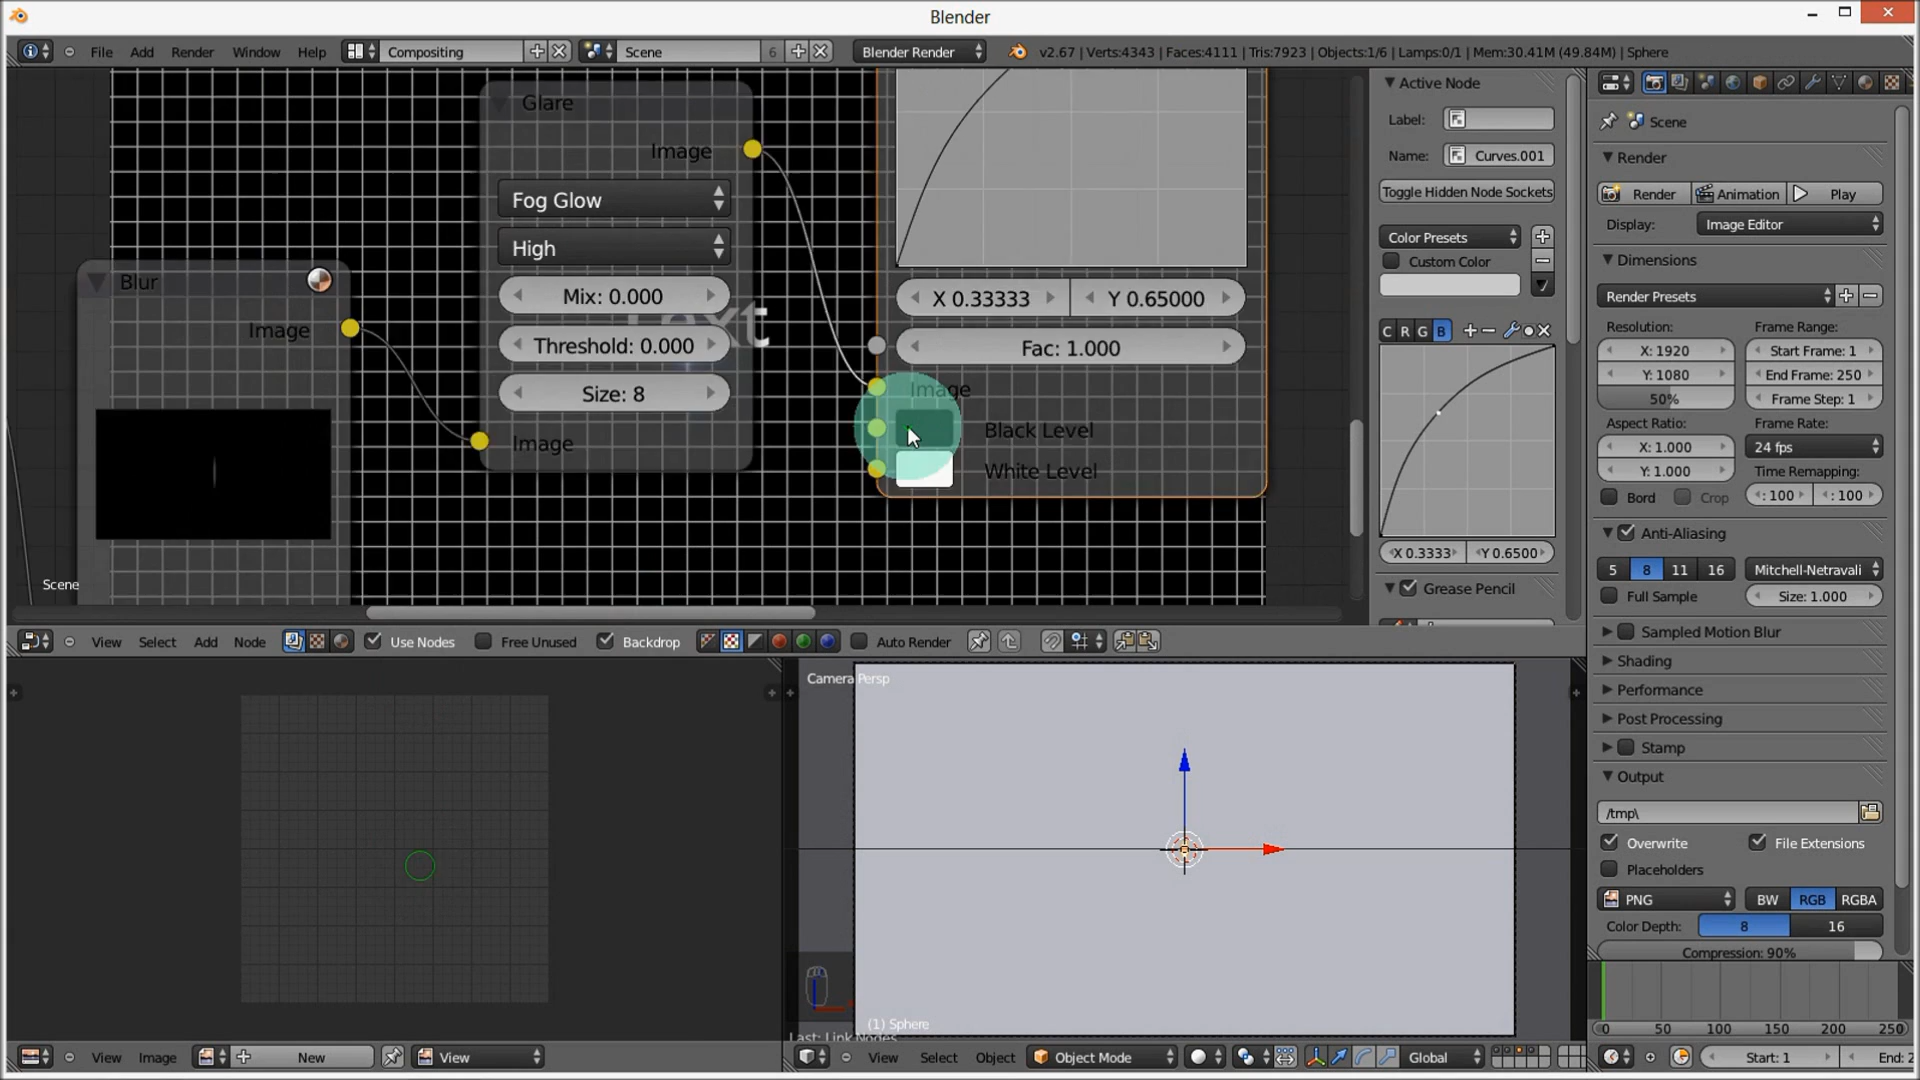 Blender
File Add Render Window Help Compositing Scene 6 Blender Render v2.67 | Verts:4343 | Faces:4111 | Tris:7923 | Objects:1/6 | Lamps:0/1 | Mem:30.41M (49.84M) | Sphere
Glare
Image
Fog Glow
High
Mix: 0.000
Threshold: 0.000
Size: 8
Image
Blur
Image
Scene
X 0.33333 Y 0.65000
Fac: 1.000
Image
Black Level
White Level
Active Node
Label:
Name: Curves.001
Toggle Hidden Node Sockets
Color Presets
Custom Color
C R G B
X 0.3333 Y 0.6500
Grease Pencil
Scene
Render
Render Animation Play
Display: Image Editor
Dimensions
Render Presets
Resolution: Frame Range:
X: 1920 Start Frame: 1
Y: 1080 End Frame: 250
50% Frame Step: 1
Aspect Ratio: Frame Rate:
X: 1.000 24 fps
Y: 1.000 Time Remapping:
Bord Crop : 100 : 100
Anti-Aliasing
5 8 11 16 Mitchell-Netravali
Full Sample Size: 1.000
Sampled Motion Blur
Shading
Performance
Post Processing
Stamp
Output
/tmp\
Overwrite File Extensions
Placeholders
PNG BW RGB RGBA
Color Depth: 8 16
Compression: 90%
0 50 100 150 200 250
Start: 1 End: 2
View Select Add Node Use Nodes Free Unused Backdrop Auto Render
Camera Persp
(1) Sphere
Last: Link Nodes
View Image New View
View Select Object Object Mode Global